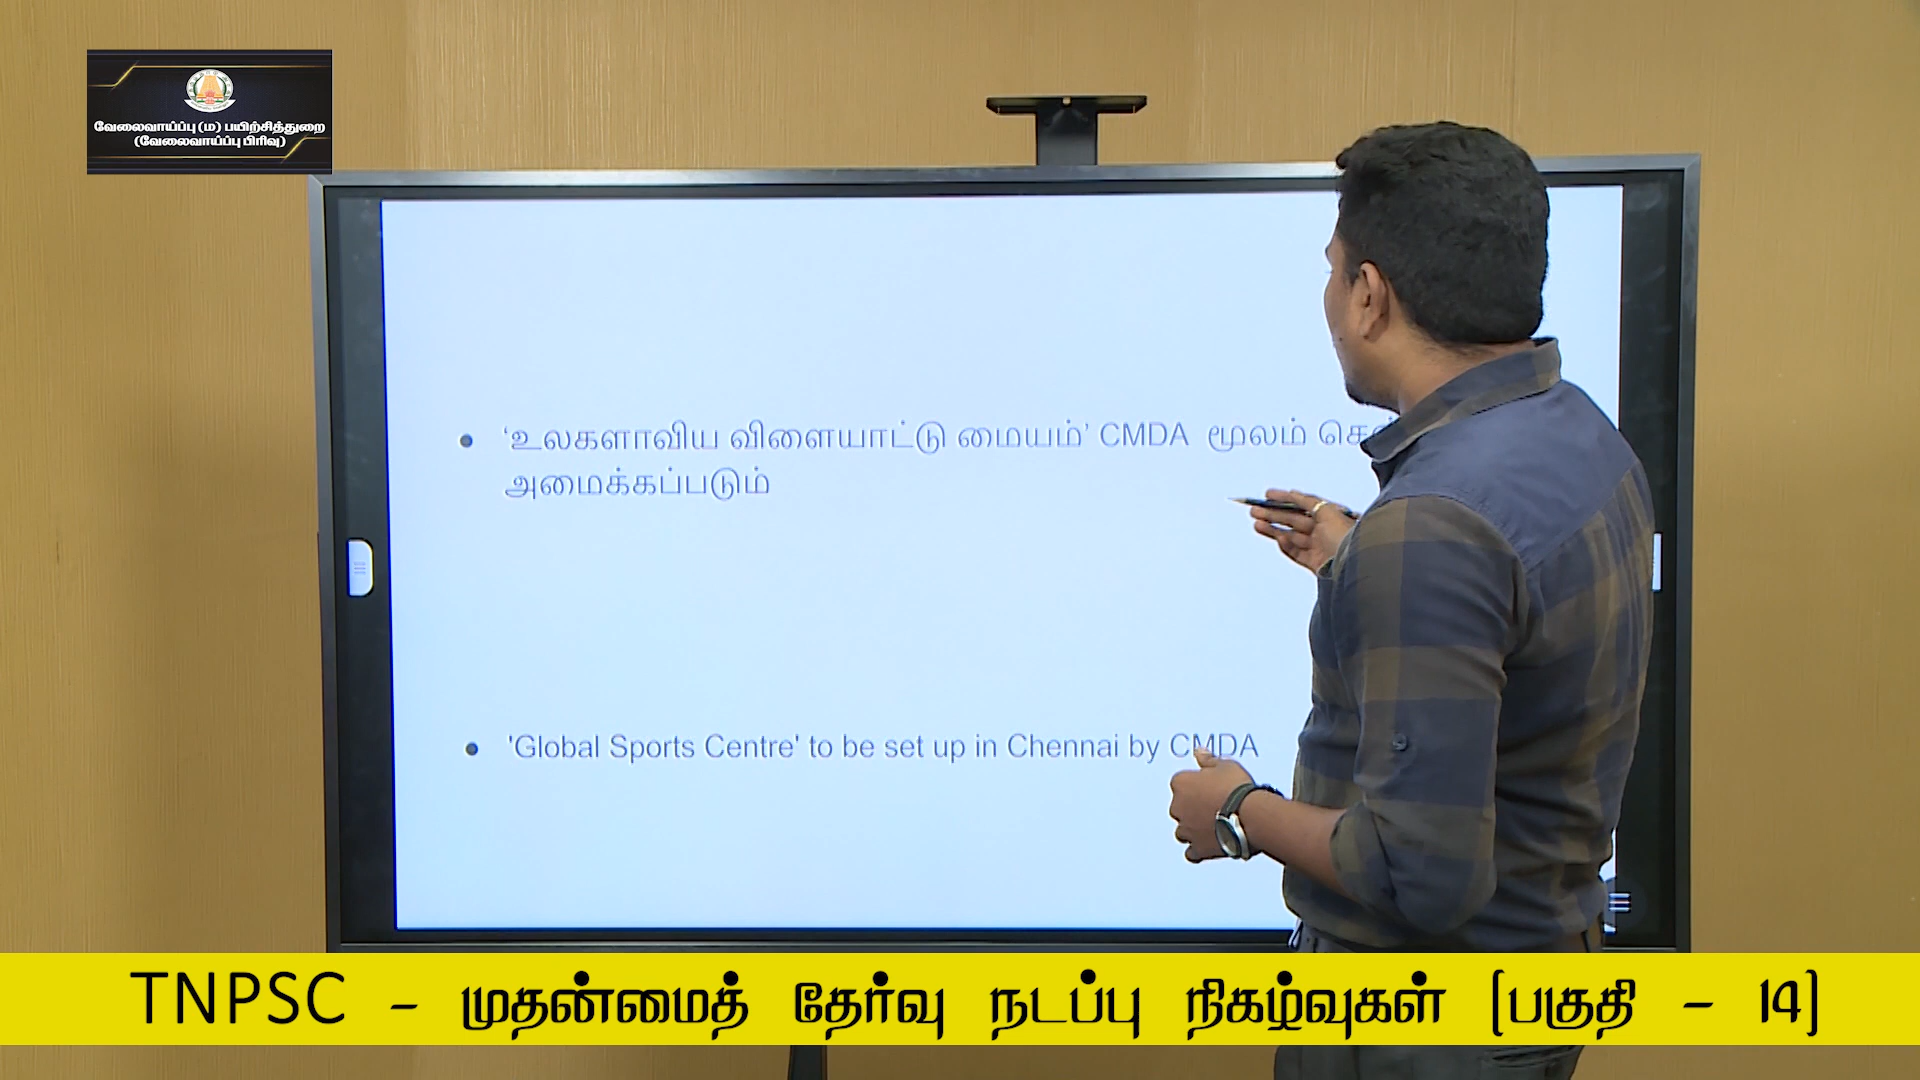 வேலைவாய்ப்பு (ம) பயிற்சித்துறை
(வேலைவாய்ப்பு பிரிவு)
• ‘உலகளாவிய விளையாட்டு மையம்’ CMDA மூலம்
அமைக்கப்படும்
• 'Global Sports Centre' to be set up in Chennai by CMDA
TNPSC – முதன்மைத் தேர்வு நடப்பு நிகழ்வுகள் (பகுதி – 14)